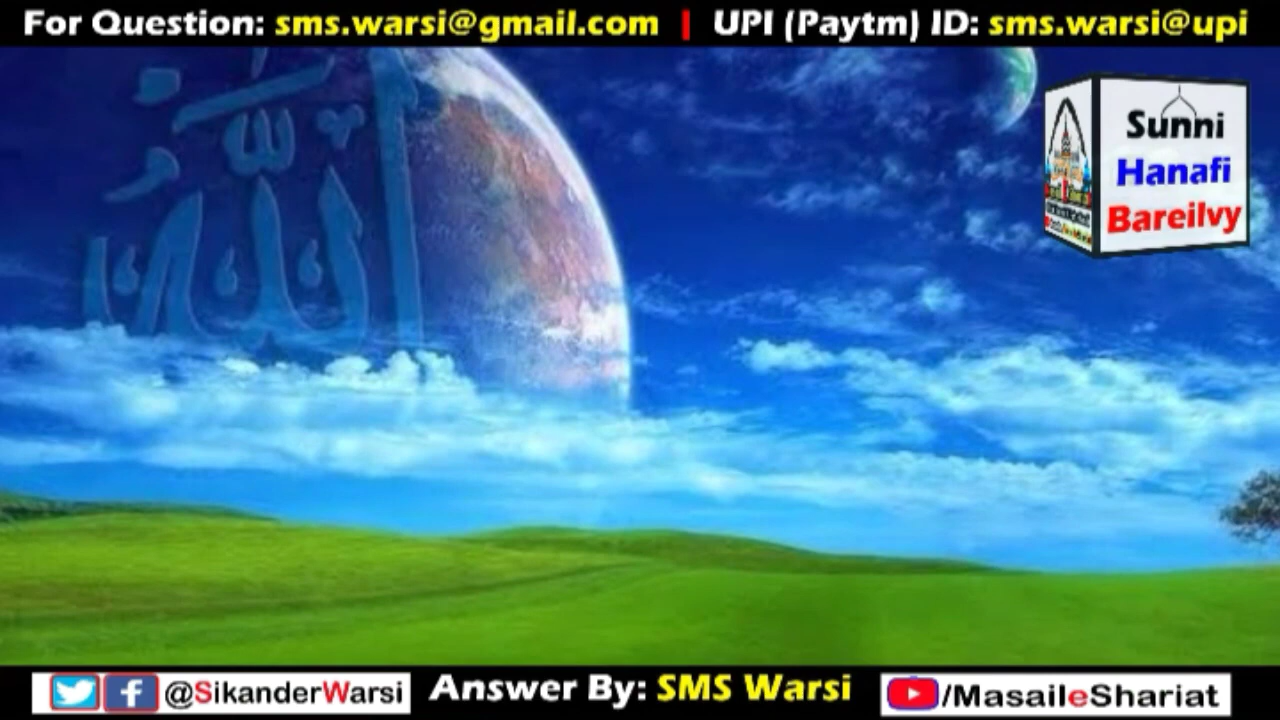 For Question: sms.warsi@gmail.com | UPI (Paytm) ID: sms.warsi@upi
الله
Sunni
Hanafi
Bareilvy
@SikanderWarsi
Answer By: SMS Warsi
/MasaileShariat